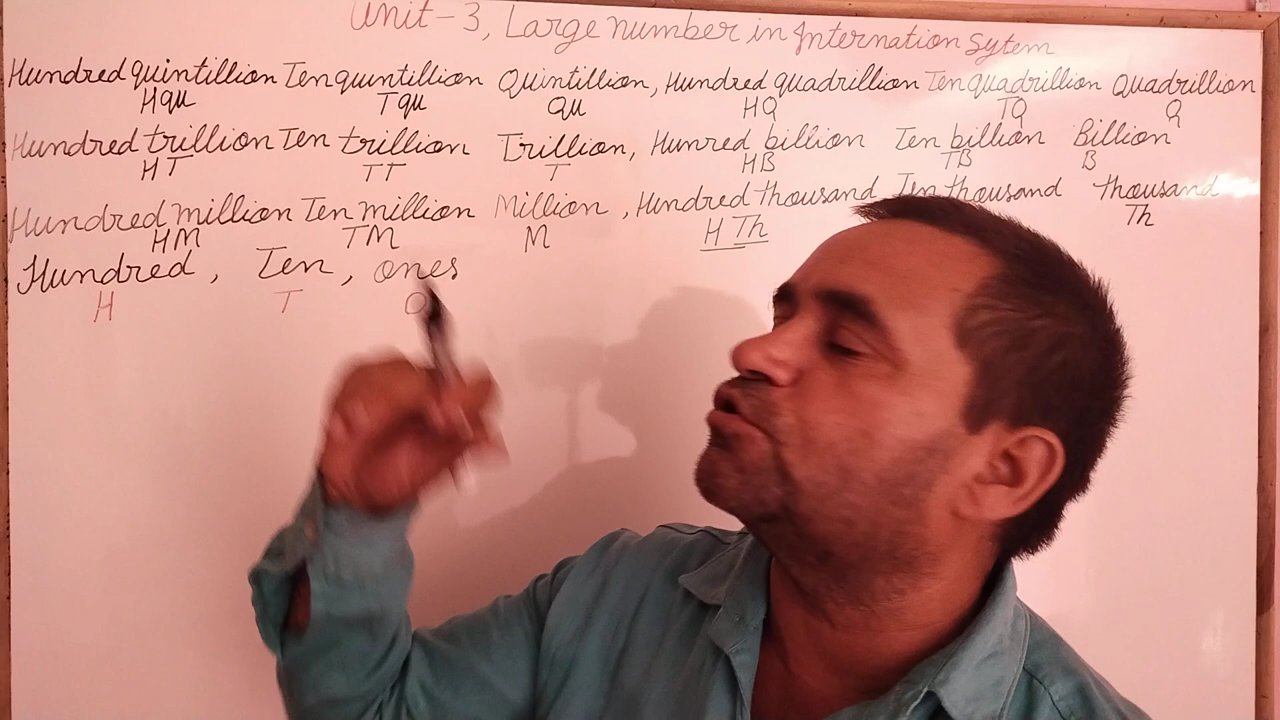 Unit-3, Large number in Internation Sytem
Hundred quintillion Ten quintillion Quintillion, Hundred quadrillion Ten quadrillion Quadrillion
Hqu Tqu Qu HQ TQ Q
Hundred trillion Ten trillion Trillion, Hunred billion Ten billion Billion
HT TT T HB TB B
Hundred million Ten million Million, Hundred thousand Ten thousand thousand
HM TM M H Th Th
Hundred, Ten, ones
H T O